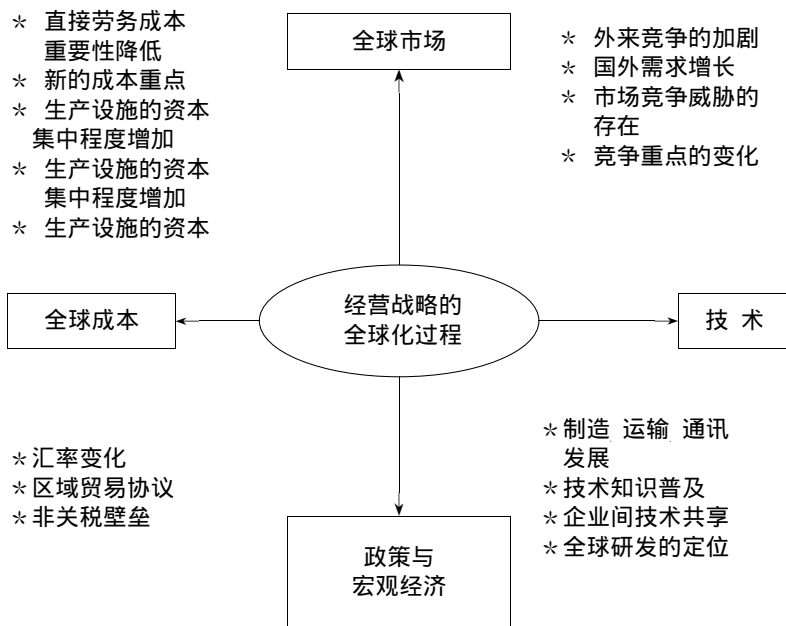 ＊ 直接劳务成本
重要性降低
＊ 新的成本重点
＊ 生产设施的资本
集中程度增加
＊ 生产设施的资本
集中程度增加
＊ 生产设施的资本
全球市场
＊ 外来竞争的加剧
＊ 国外需求增长
＊ 市场竞争威胁的
存在
＊ 竞争重点的变化
全球成本
经营战略的
全球化过程
技 术
＊汇率变化
＊区域贸易协议
＊非关税壁垒
政策与
宏观经济
＊制造 运输 通讯
发展
＊技术知识普及
＊企业间技术共享
＊全球研发的定位